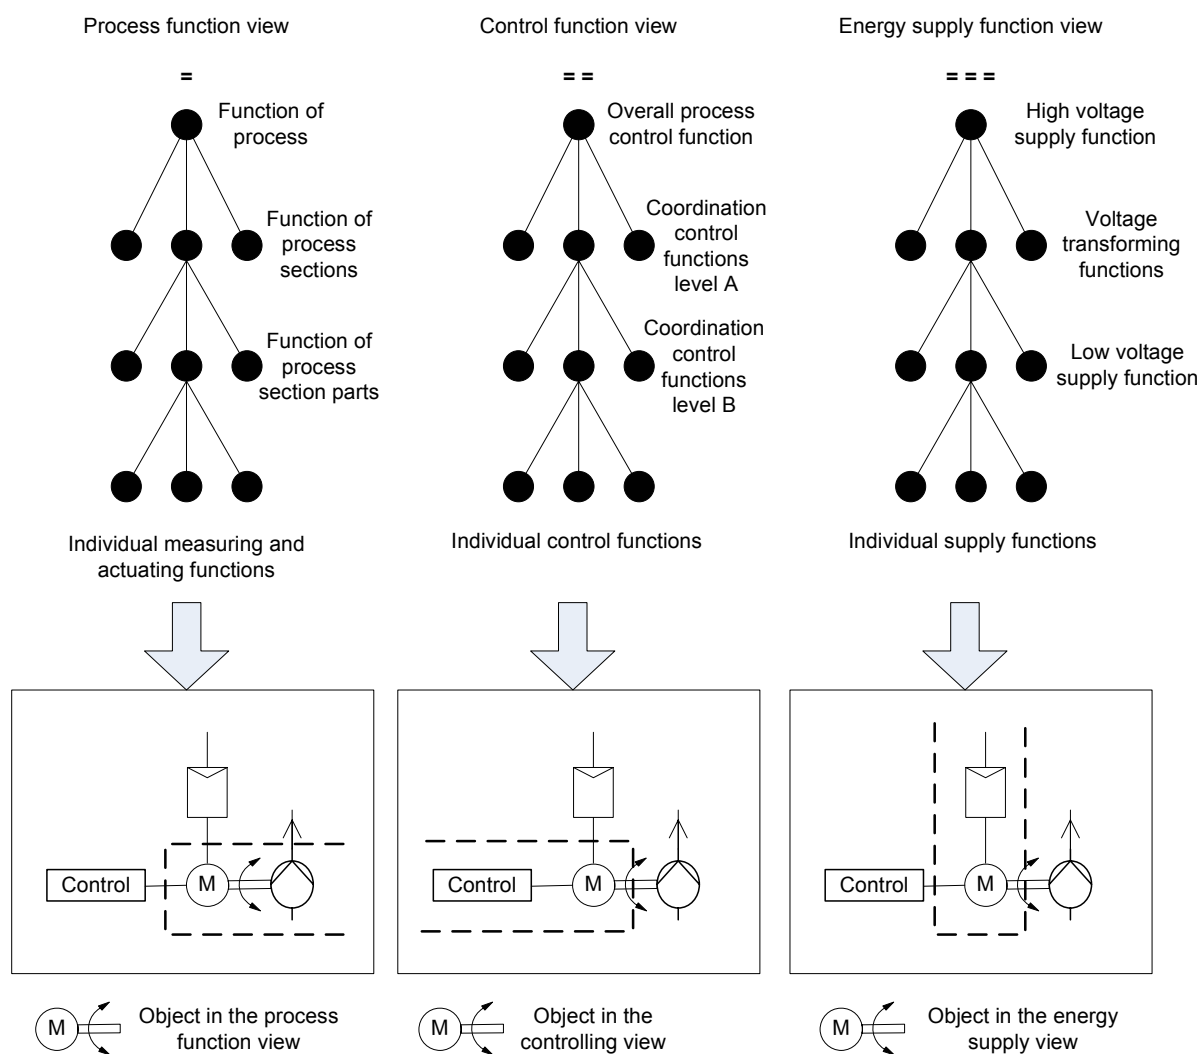 Process function view
=
Function of
process
Function of
process
sections
Function of
process
section parts
Individual measuring and
actuating functions
Control
M
M
Object in the process
function view
Control function view
= =
Overall process
control function
Coordination
control
functions
level A
Coordination
control
functions
level B
Individual control functions
Control
M
M
Object in the
controlling view
Energy supply function view
= = =
High voltage
supply function
Voltage
transforming
functions
Low voltage
supply function
Individual supply functions
Control
M
M
Object in the energy
supply view